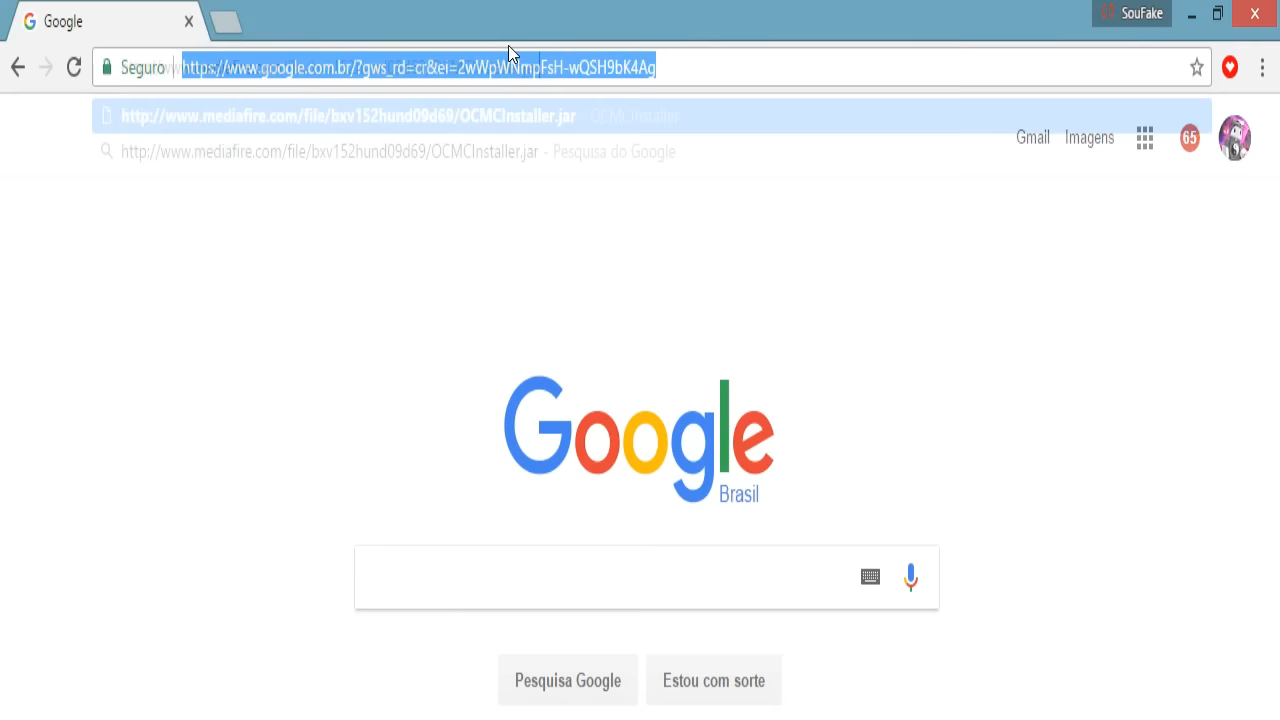 Google
SouFake
Seguro https://www.google.com.br/?gws_rd=cr&ei=2wWpWNmpFsH-wQSH9bK4Ag
http://www.mediafire.com/file/bxv152hund09d69/OCMCInstaller.jar - OCMCInstaller
http://www.mediafire.com/file/bxv152hund09d69/OCMCInstaller.jar - Pesquisa do Google
Gmail Imagens 65
Google
Brasil
Pesquisa Google Estou com sorte